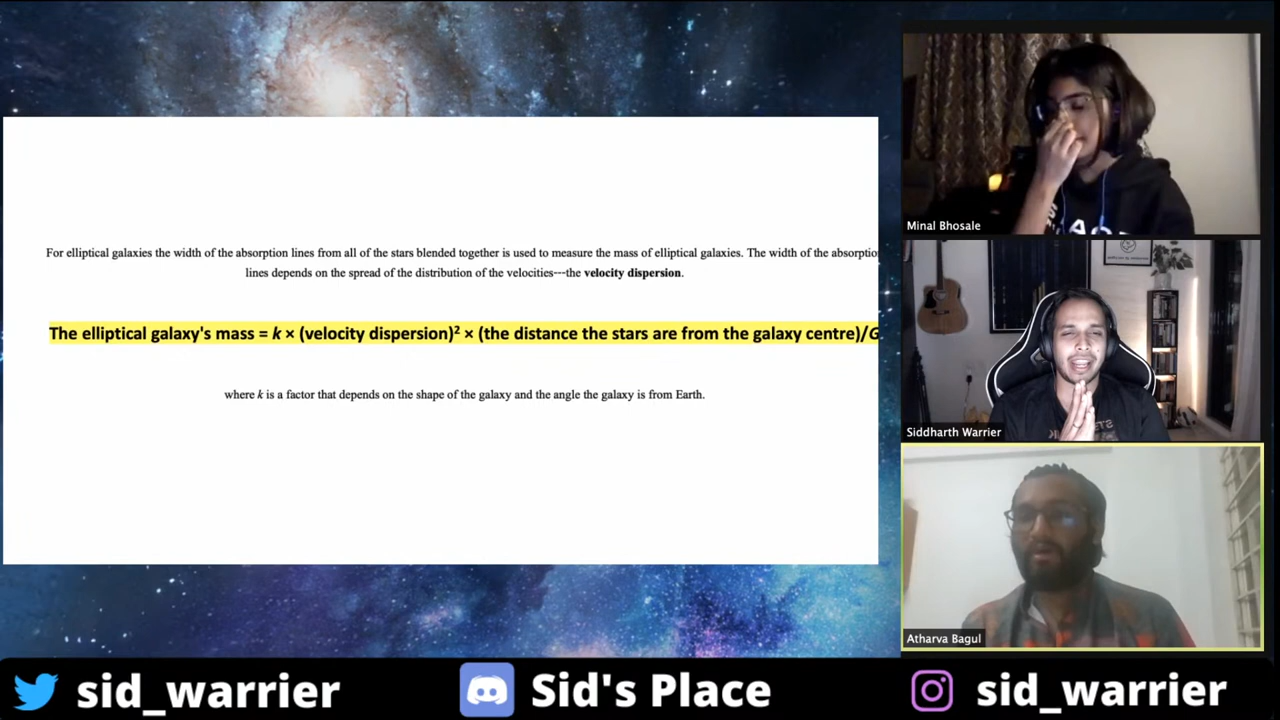 For elliptical galaxies the width of the absorption lines from all of the stars blended together is used to measure the mass of elliptical galaxies. The width of the absorptio
lines depends on the spread of the distribution of the velocities---the velocity dispersion.
The elliptical galaxy's mass = k × (velocity dispersion)² × (the distance the stars are from the galaxy centre)/G
where k is a factor that depends on the shape of the galaxy and the angle the galaxy is from Earth.
Minal Bhosale
Siddharth Warrier
Atharva Bagul
sid_warrier
Sid's Place
sid_warrier